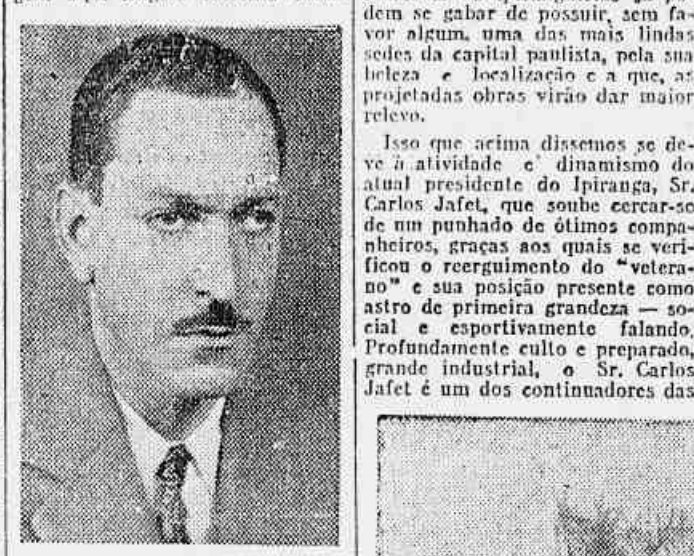 dem se gabar de possuir, sem fa-
vor algum, uma das mais lindas
sedes da capital paulista, pela sua
beleza e localização e a que, as
projetadas obras virão dar maior
relevo.
Isso que acima dissemos se de-
ve à atividade e' dinamismo do
atual presidente do Ipiranga, Sr.
Carlos Jafet, que soube cercar-se
de um punhado de ótimos compa-
nheiros, graças aos quais se veri-
ficou o reerguimento do "vetera-
no" e sua posição presente como
astro de primeira grandeza — so-
cial e esportivamente falando.
Profundamente culto e preparado,
grande industrial, o Sr. Carlos
Jafet é um dos continuadores das